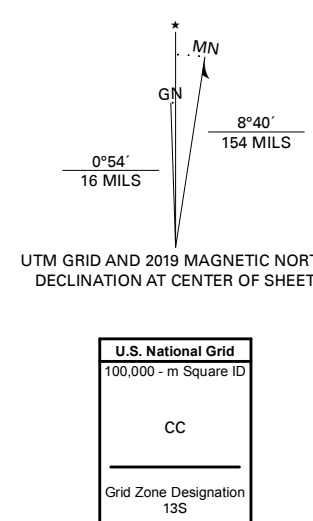 ★
MN
GN
8°40´
154 MILS
0°54´
16 MILS
UTM GRID AND 2019 MAGNETIC NORT
DECLINATION AT CENTER OF SHEET
U.S. National Grid
100,000 - m Square ID
CC
Grid Zone Designation
13S